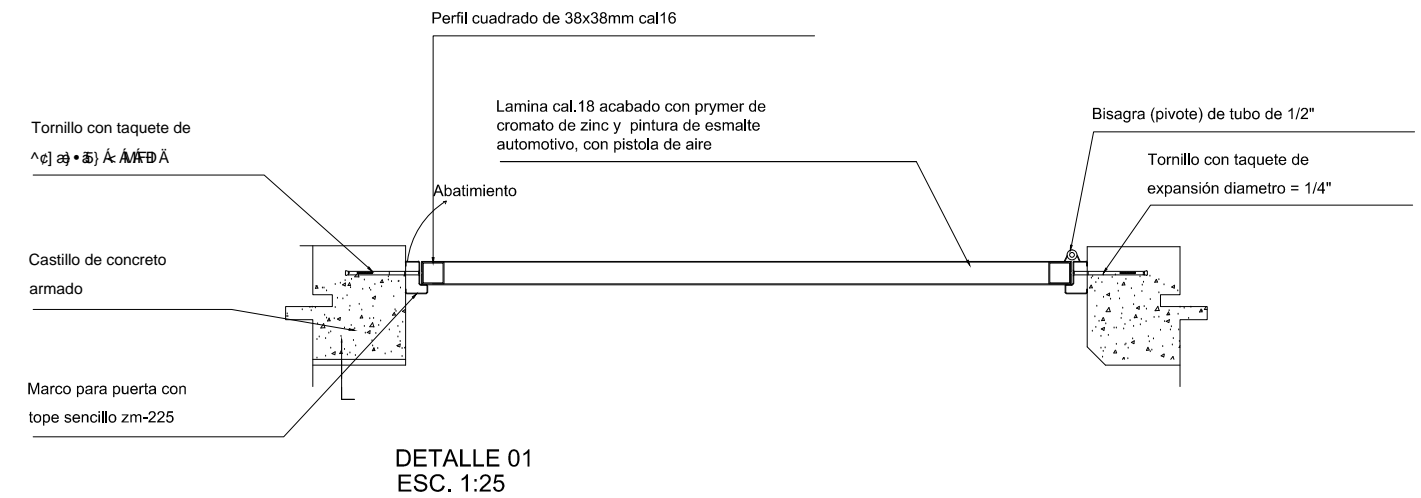 Perfil cuadrado de 38x38mm cal16
Lamina cal.18 acabado con prymer de
cromato de zinc y pintura de esmalte
automotivo, con pistola de aire
Bisagra (pivote) de tubo de 1/2"
Tornillo con taquete de
Tornillo con taquete de
expansión diametro = 1/4"
Abatimiento
Castillo de concreto
armado
Marco para puerta con
tope sencillo zm-225
DETALLE 01
ESC. 1:25